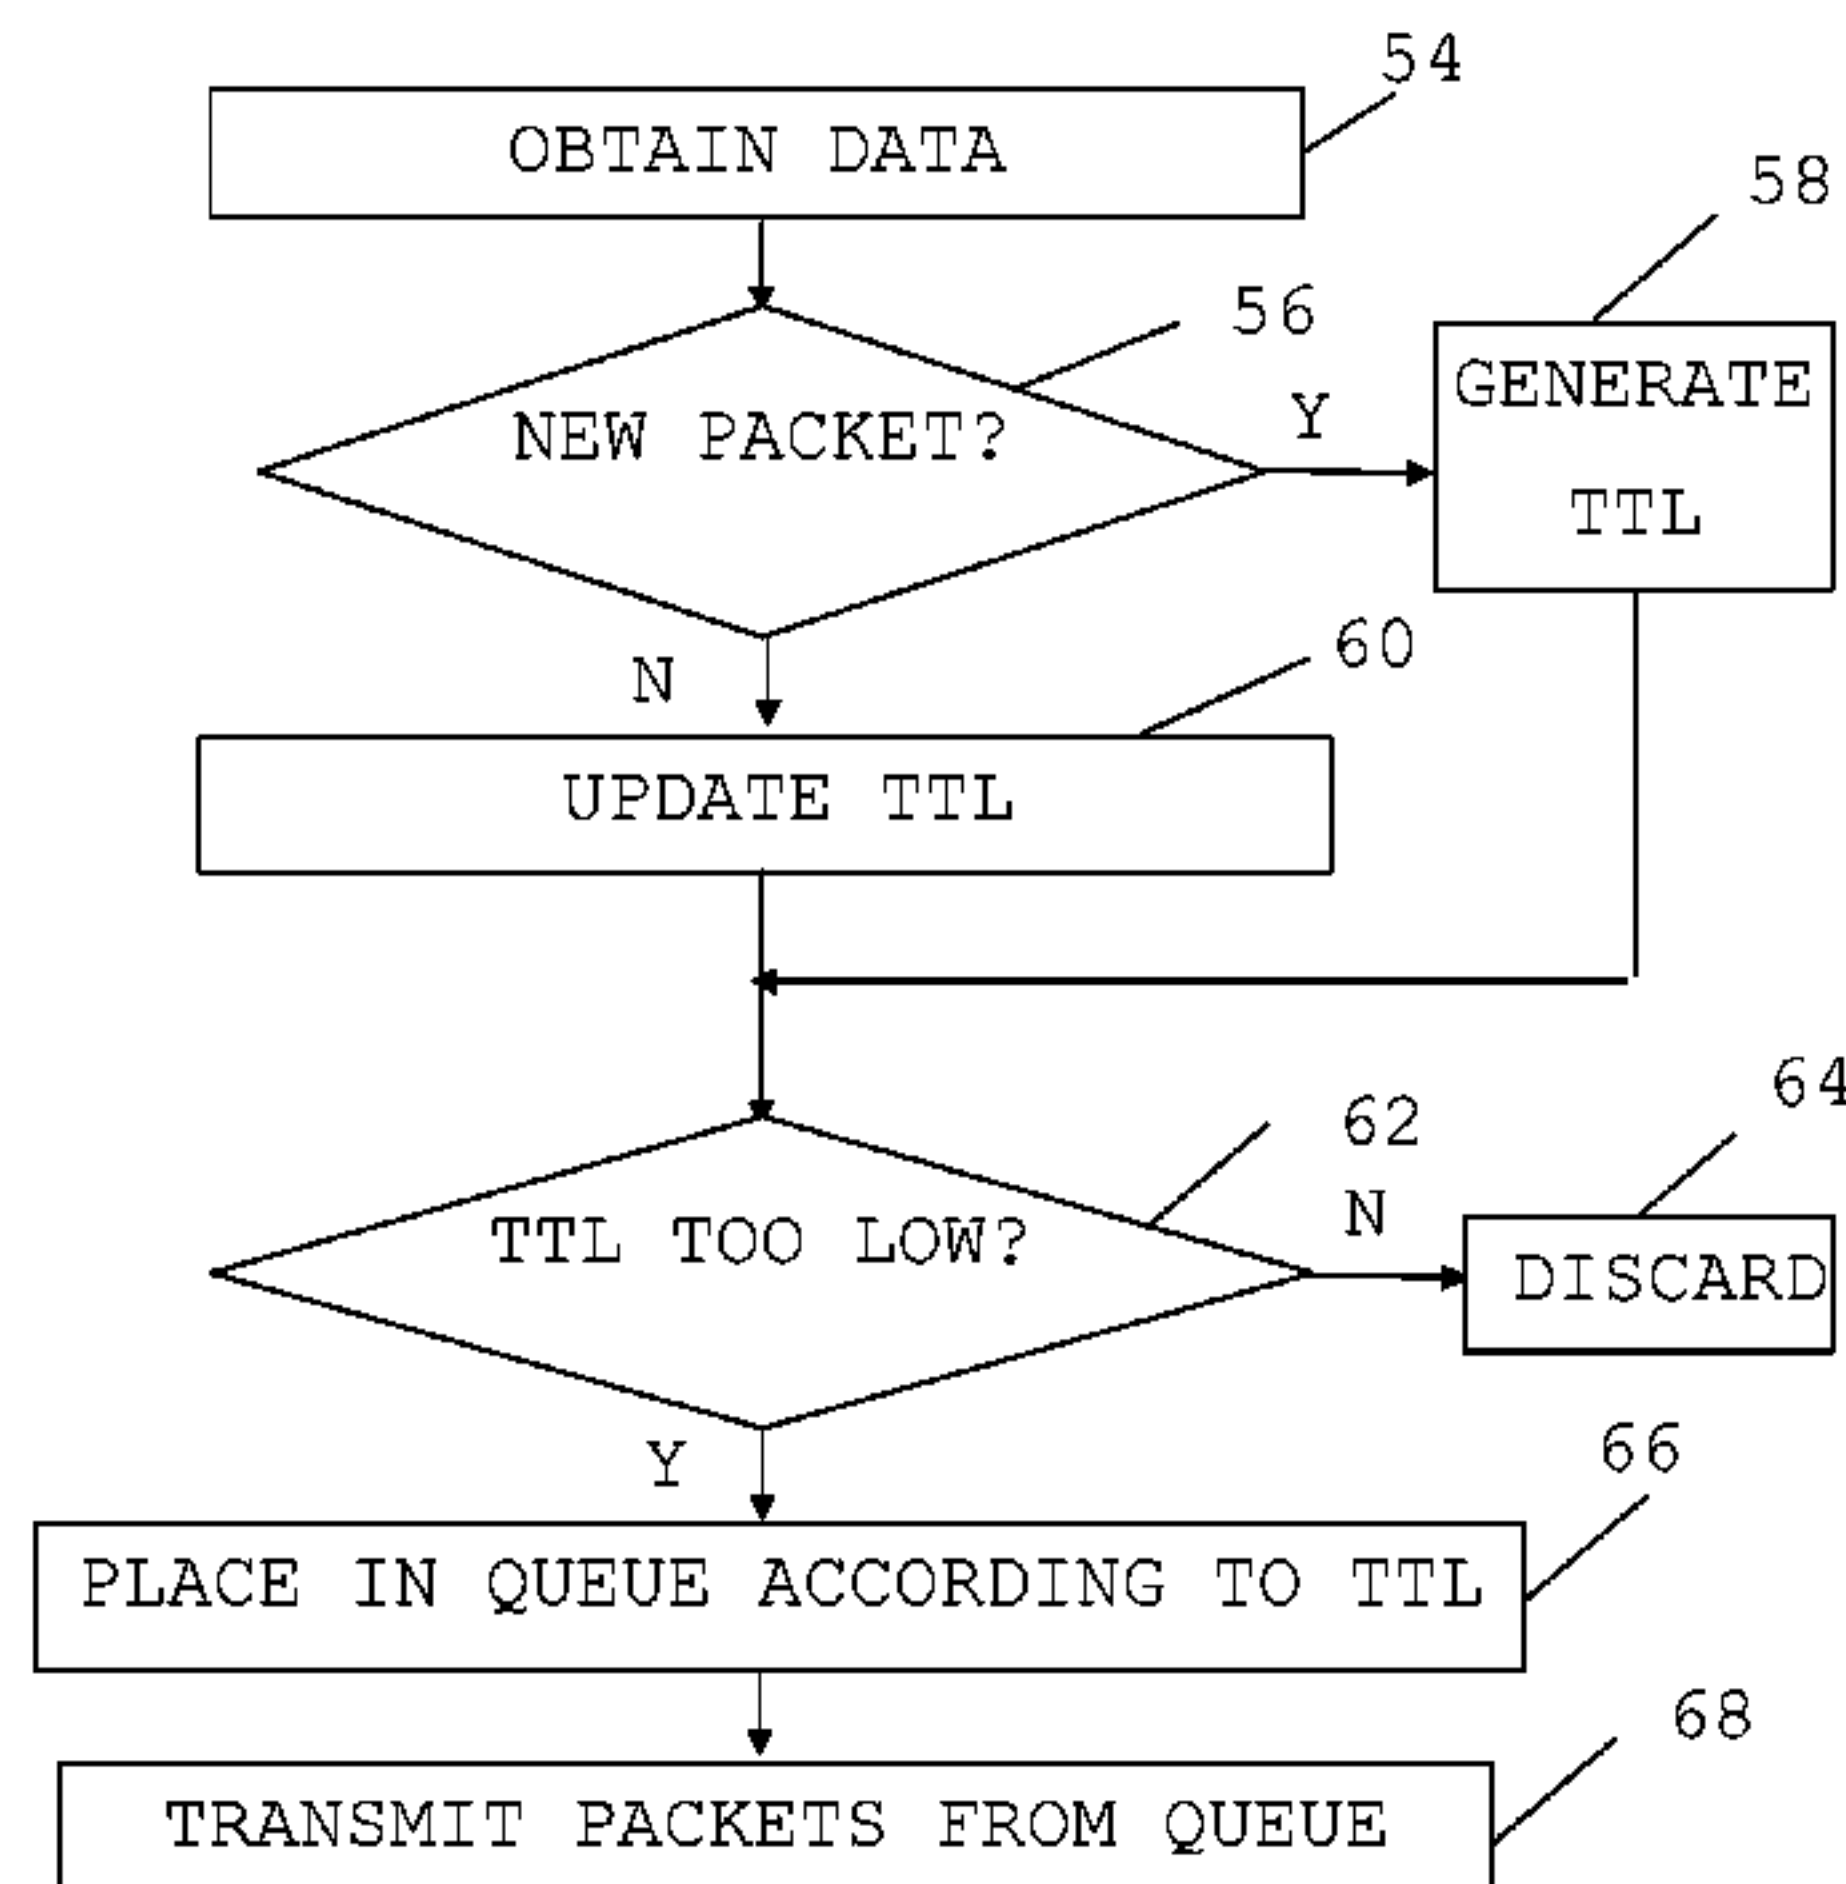 54
OBTAIN DATA
58
56
NEW PACKET?
Y
GENERATE
TTL
N
60
UPDATE TTL
62
64
TTL TOO LOW?
N
DISCARD
Y
66
PLACE IN QUEUE ACCORDING TO TTL
68
TRANSMIT PACKETS FROM QUEUE